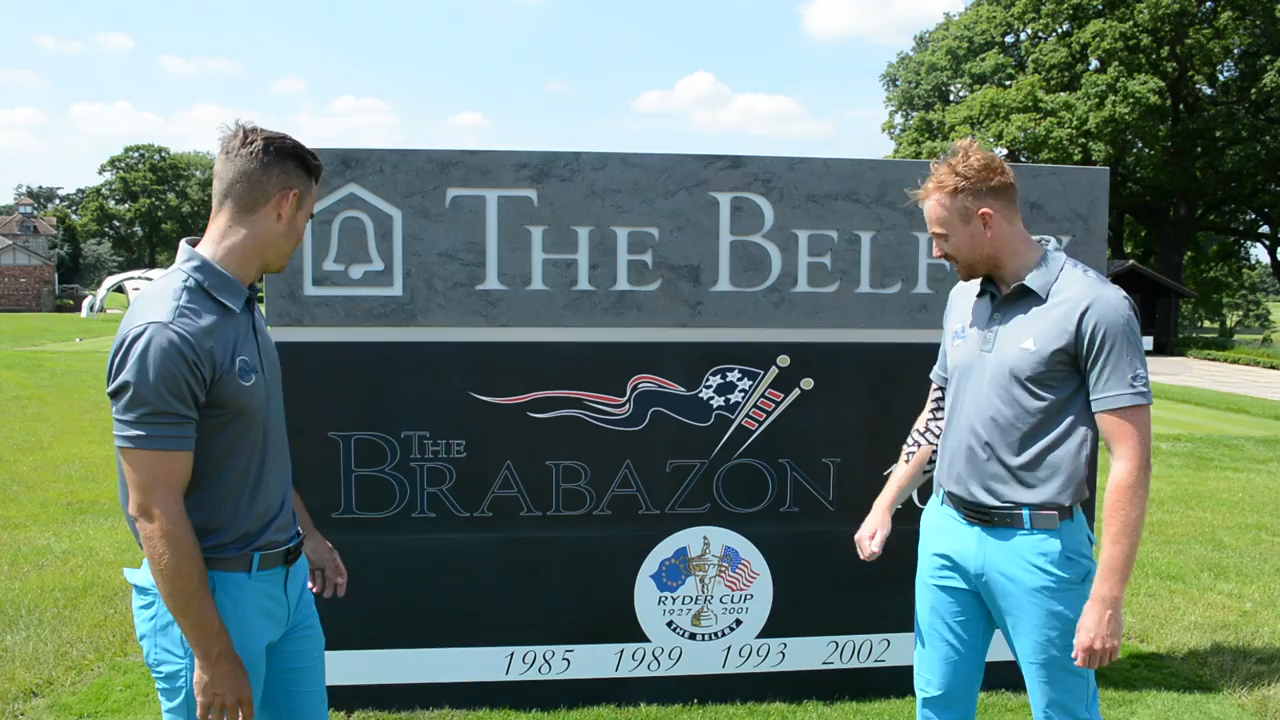 THE BELF
THE
BRABAZON
RYDER CUP
1927 2001
THE BELFRY
1985 1989 1993 2002